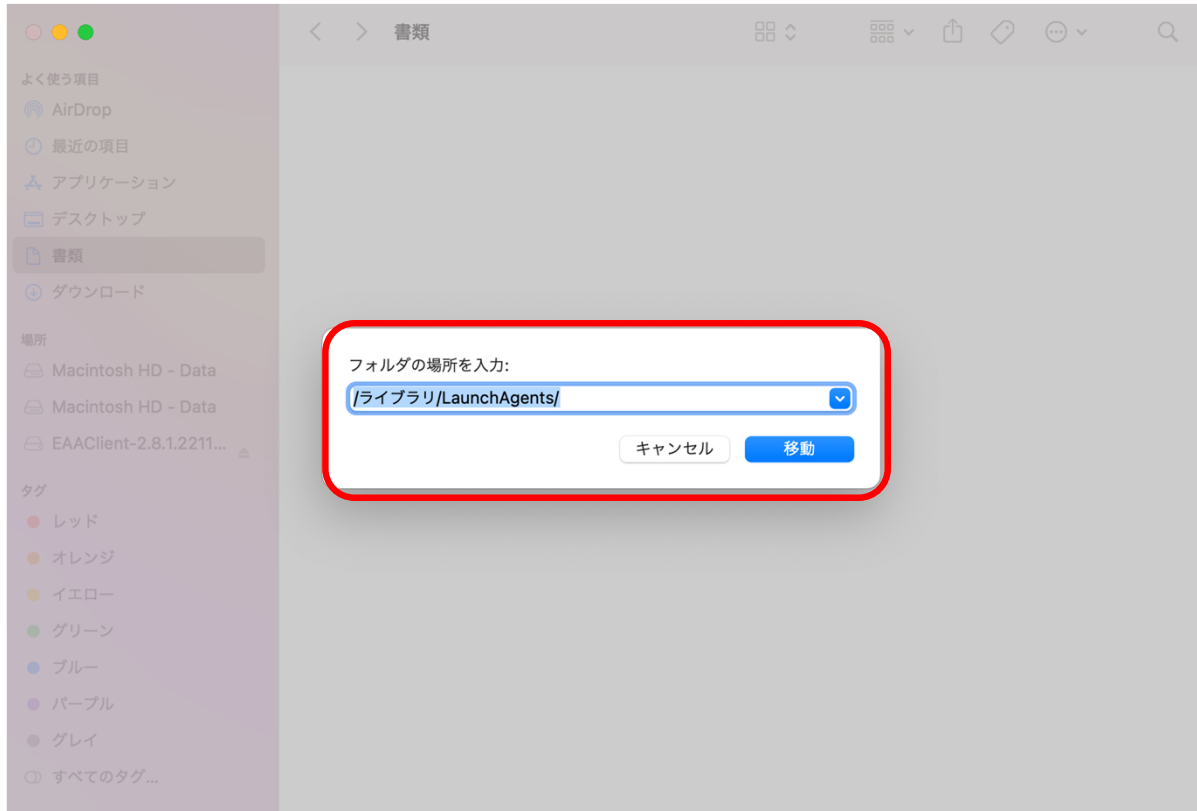 書類
よく使う項目
AirDrop
最近の項目
アプリケーション
デスクトップ
書類
ダウンロード
場所
Macintosh HD - Data
Macintosh HD - Data
EAAClient-2.8.1.2211...
タグ
レッド
オレンジ
イエロー
グリーン
ブルー
パープル
グレイ
すべてのタグ...
フォルダの場所を入力:
/ライブラリ/LaunchAgents/
キャンセル
移動